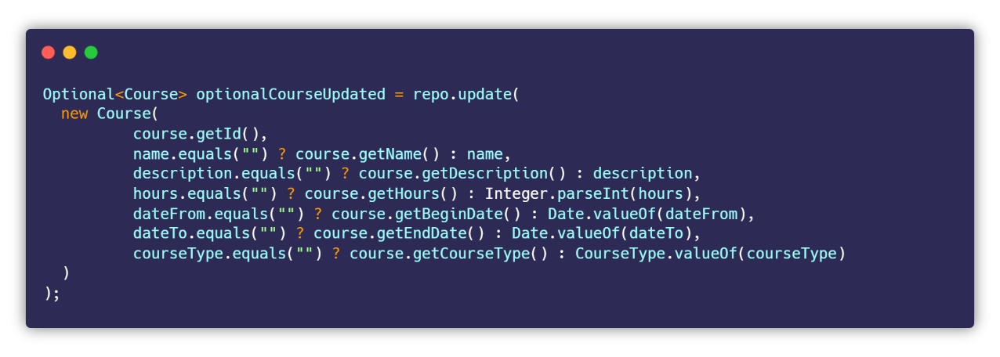 Optional<Course> optionalCourseUpdated = repo.update(
  new Course(
          course.getId(),
          name.equals("") ? course.getName() : name,
          description.equals("") ? course.getDescription() : description,
          hours.equals("") ? course.getHours() : Integer.parseInt(hours),
          dateFrom.equals("") ? course.getBeginDate() : Date.valueOf(dateFrom),
          dateTo.equals("") ? course.getEndDate() : Date.valueOf(dateTo),
          courseType.equals("") ? course.getCourseType() : CourseType.valueOf(courseType)
  )
);